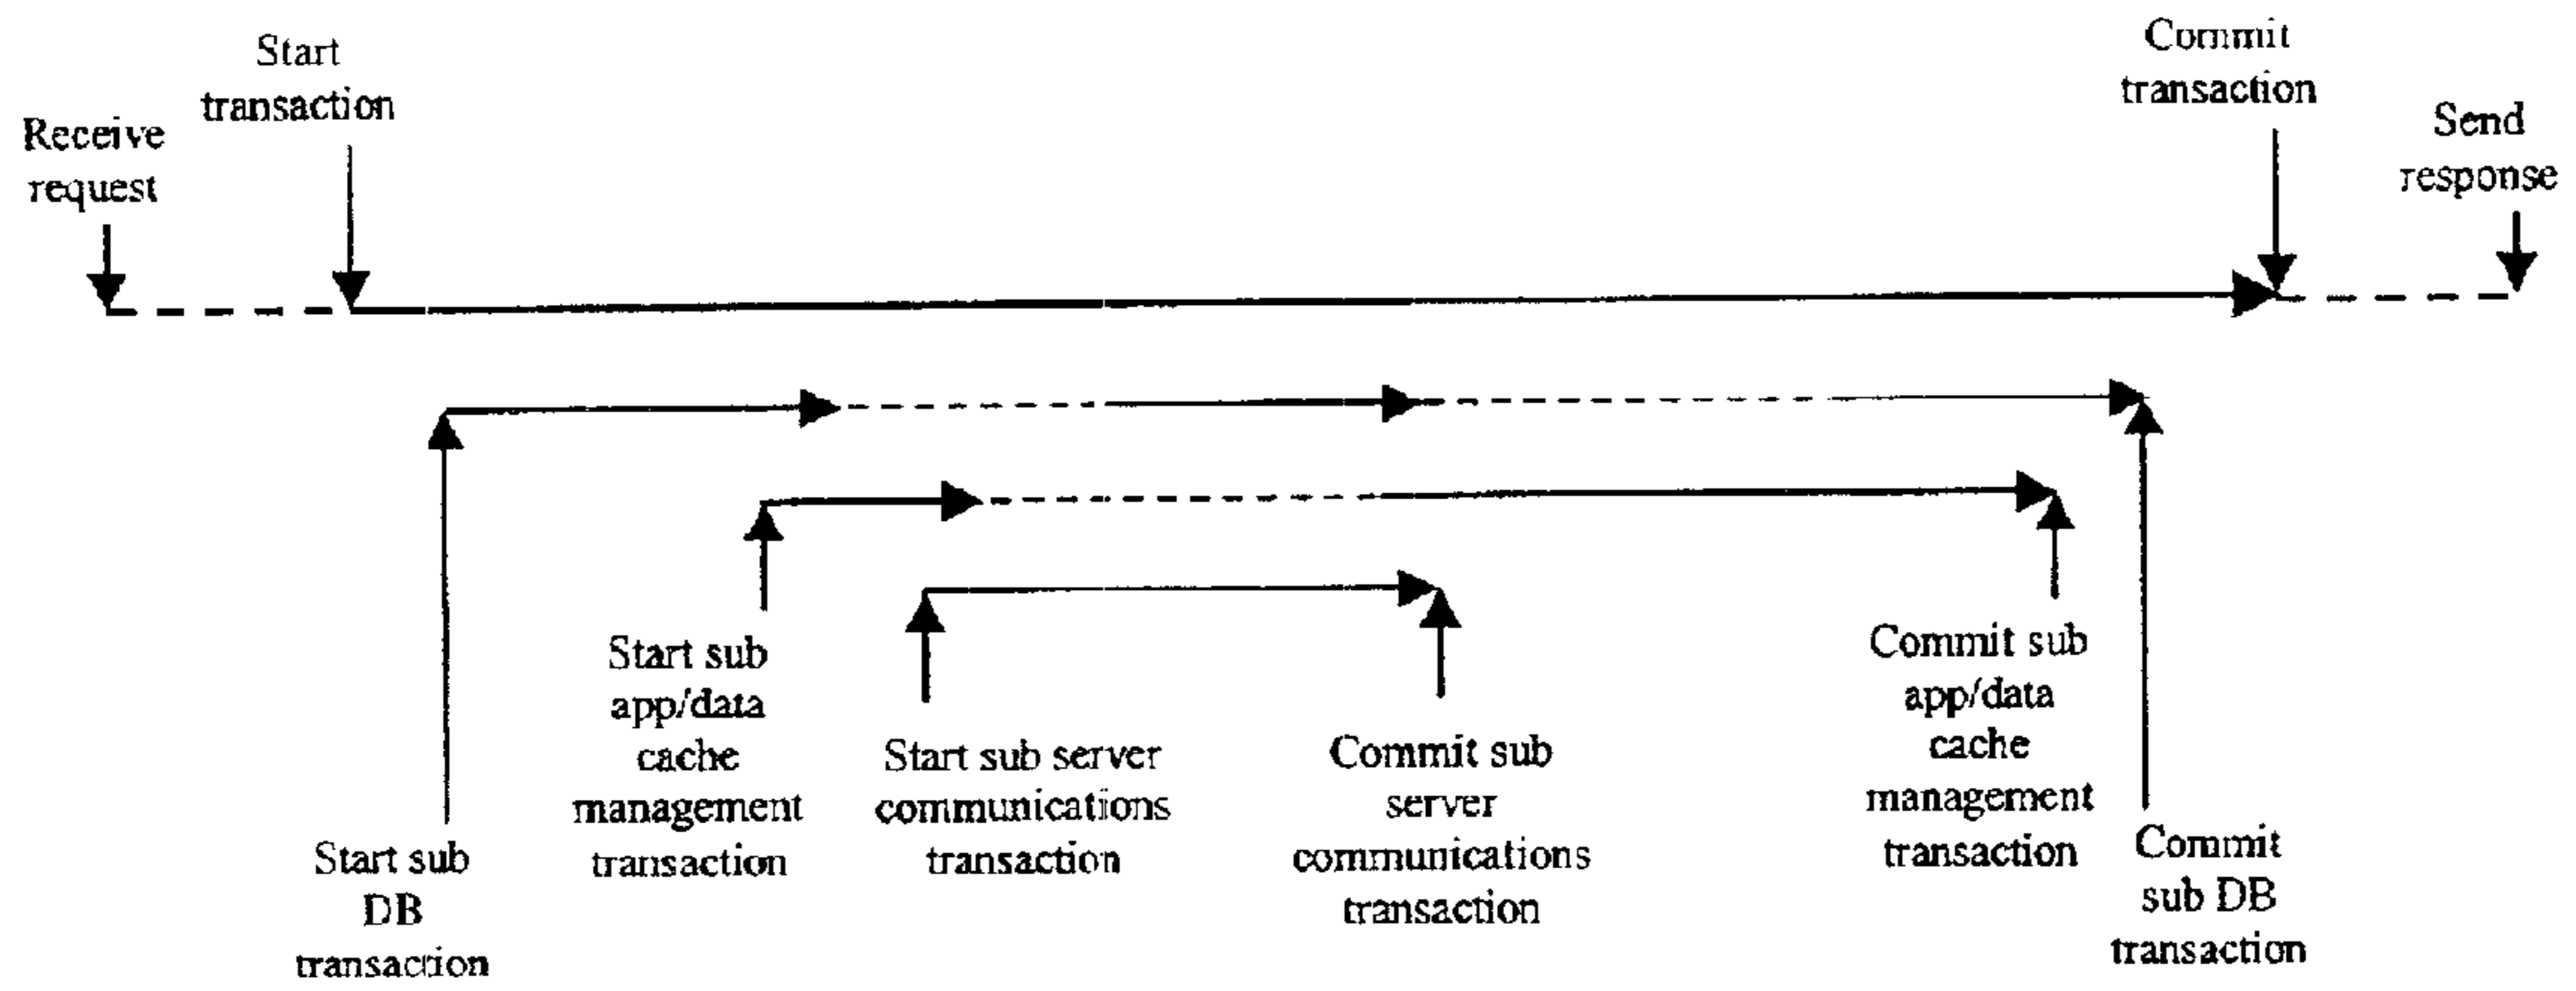 Receive
request
Start
transaction
Commit
transaction
Send
response
Start sub
DB
transaction
Start sub
app/data
cache
management
transaction
Start sub server
communications
transaction
Commit sub
server
communications
transaction
Commit sub
app/data
cache
management
transaction
Commit
sub DB
transaction